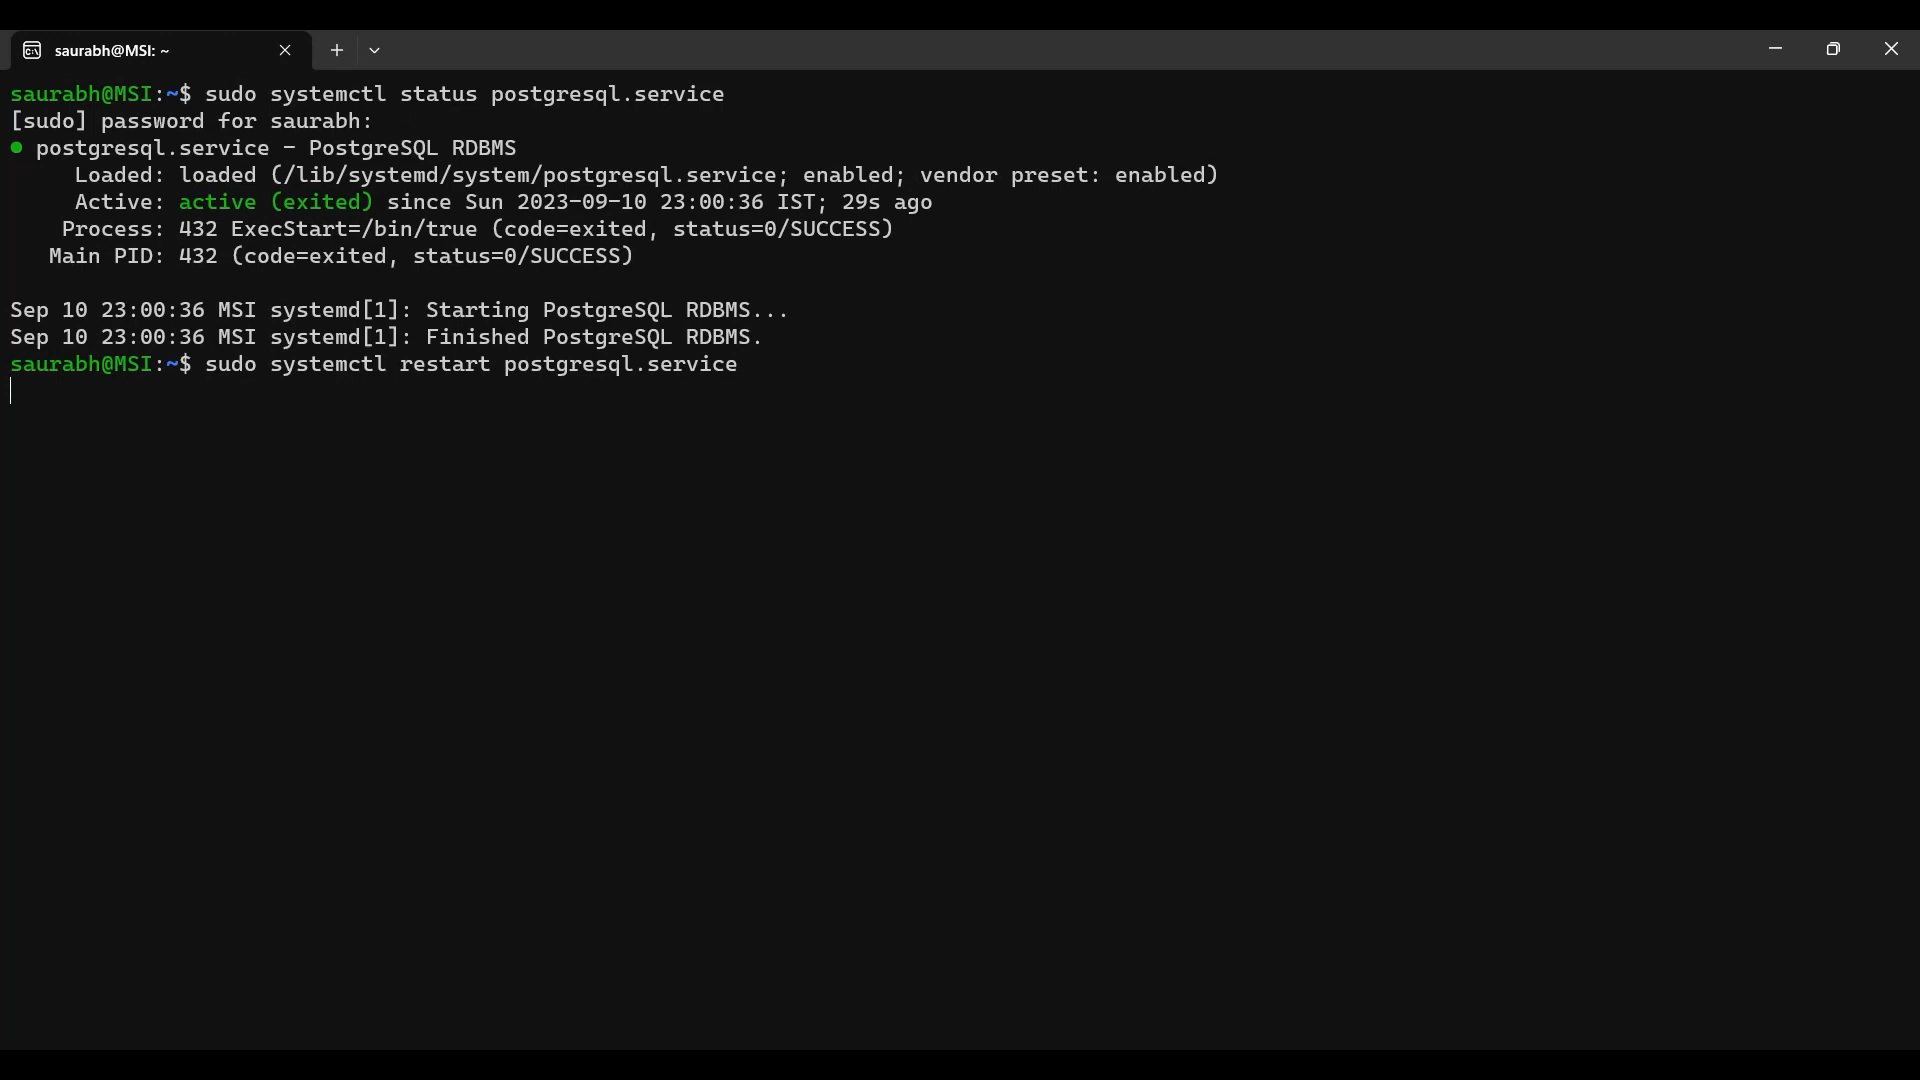 saurabh@MSI: ~
saurabh@MSI:~$ sudo systemctl status postgresql.service
[sudo] password for saurabh:
● postgresql.service - PostgreSQL RDBMS
     Loaded: loaded (/lib/systemd/system/postgresql.service; enabled; vendor preset: enabled)
     Active: active (exited) since Sun 2023-09-10 23:00:36 IST; 29s ago
    Process: 432 ExecStart=/bin/true (code=exited, status=0/SUCCESS)
   Main PID: 432 (code=exited, status=0/SUCCESS)

Sep 10 23:00:36 MSI systemd[1]: Starting PostgreSQL RDBMS...
Sep 10 23:00:36 MSI systemd[1]: Finished PostgreSQL RDBMS.
saurabh@MSI:~$ sudo systemctl restart postgresql.service